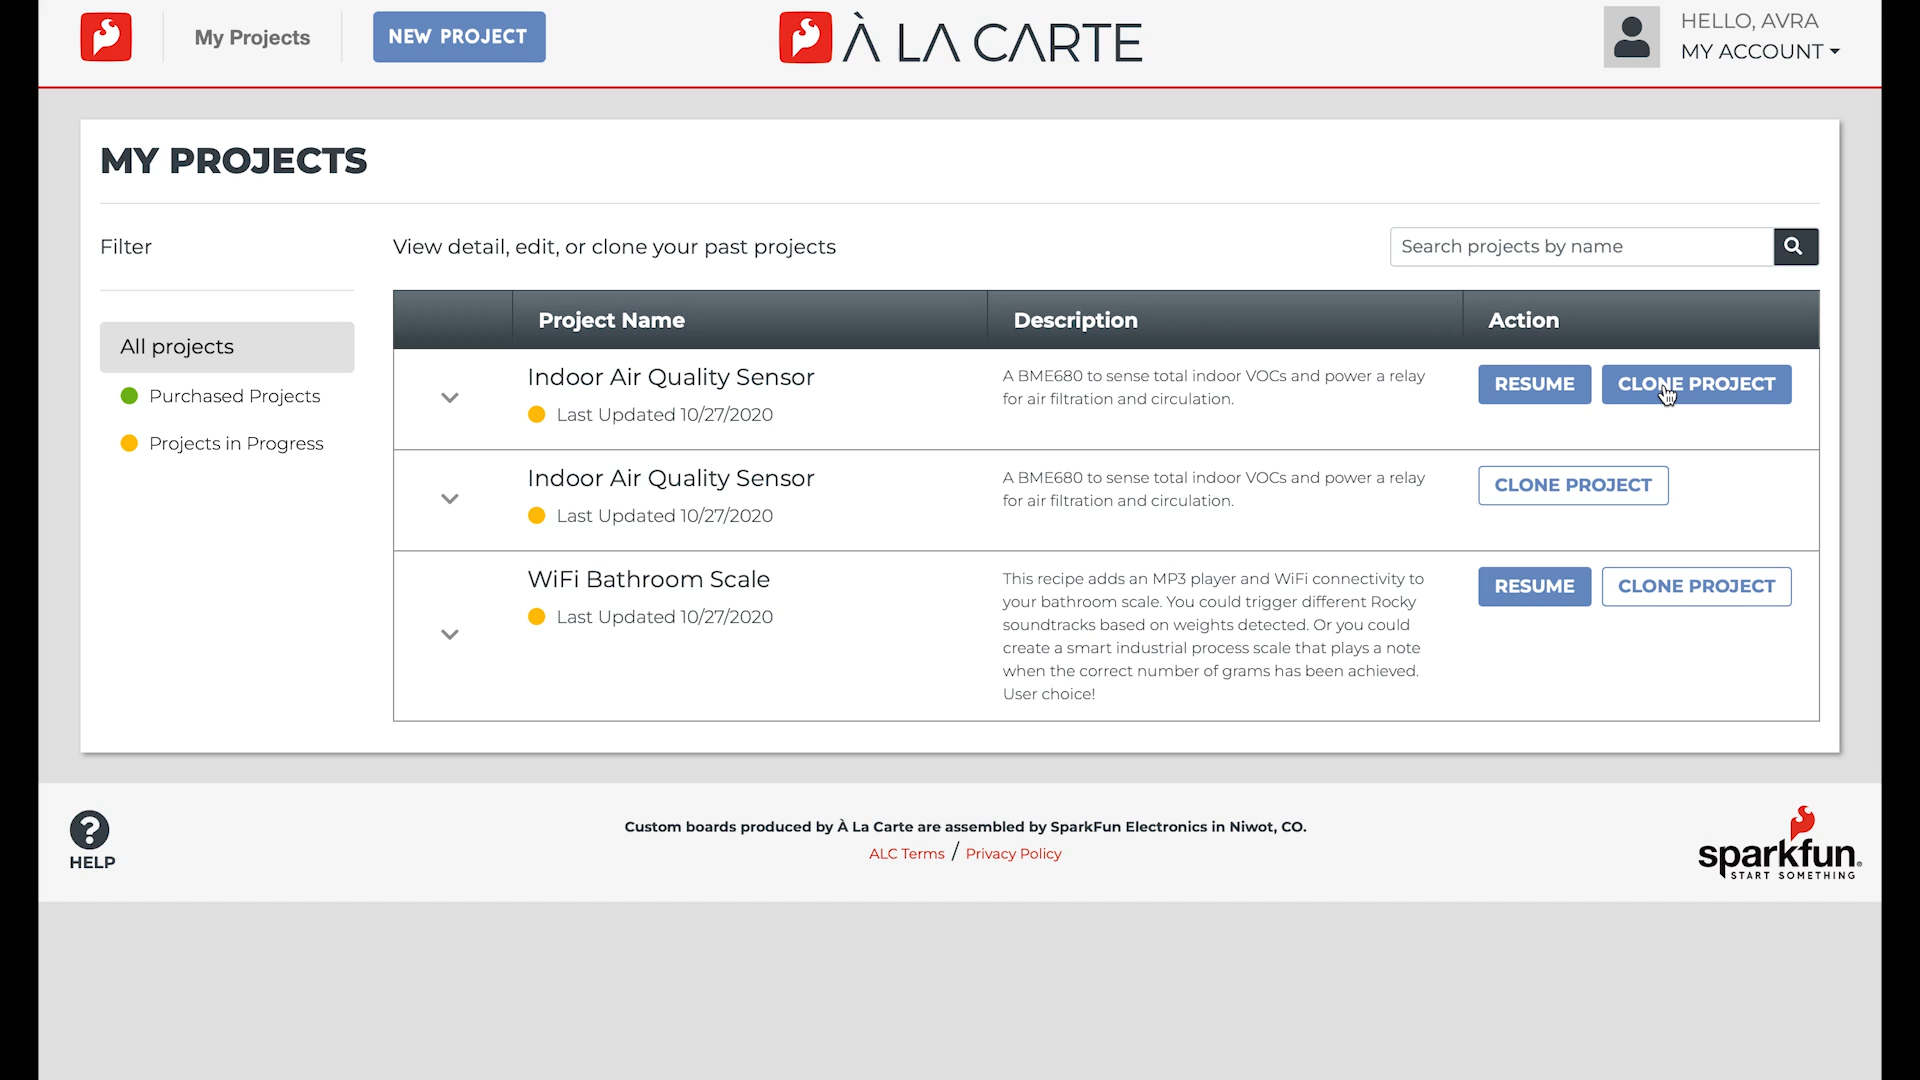 My Projects
NEW PROJECT
À LA CARTE
HELLO, AVRA
MY ACCOUNT
MY PROJECTS
Filter
View detail, edit, or clone your past projects
Search projects by name
All projects
Purchased Projects
Projects in Progress
Project Name
Description
Action
Indoor Air Quality Sensor
Last Updated 10/27/2020
A BME680 to sense total indoor VOCs and power a relay
for air filtration and circulation.
RESUME
CLONE PROJECT
Indoor Air Quality Sensor
Last Updated 10/27/2020
A BME680 to sense total indoor VOCs and power a relay
for air filtration and circulation.
CLONE PROJECT
WiFi Bathroom Scale
Last Updated 10/27/2020
This recipe adds an MP3 player and WiFi connectivity to
your bathroom scale. You could trigger different Rocky
soundtracks based on weights detected. Or you could
create a smart industrial process scale that plays a note
when the correct number of grams has been achieved.
User choice!
RESUME
CLONE PROJECT
? HELP
Custom boards produced by À La Carte are assembled by SparkFun Electronics in Niwot, CO.
ALC Terms / Privacy Policy
sparkfun
START SOMETHING